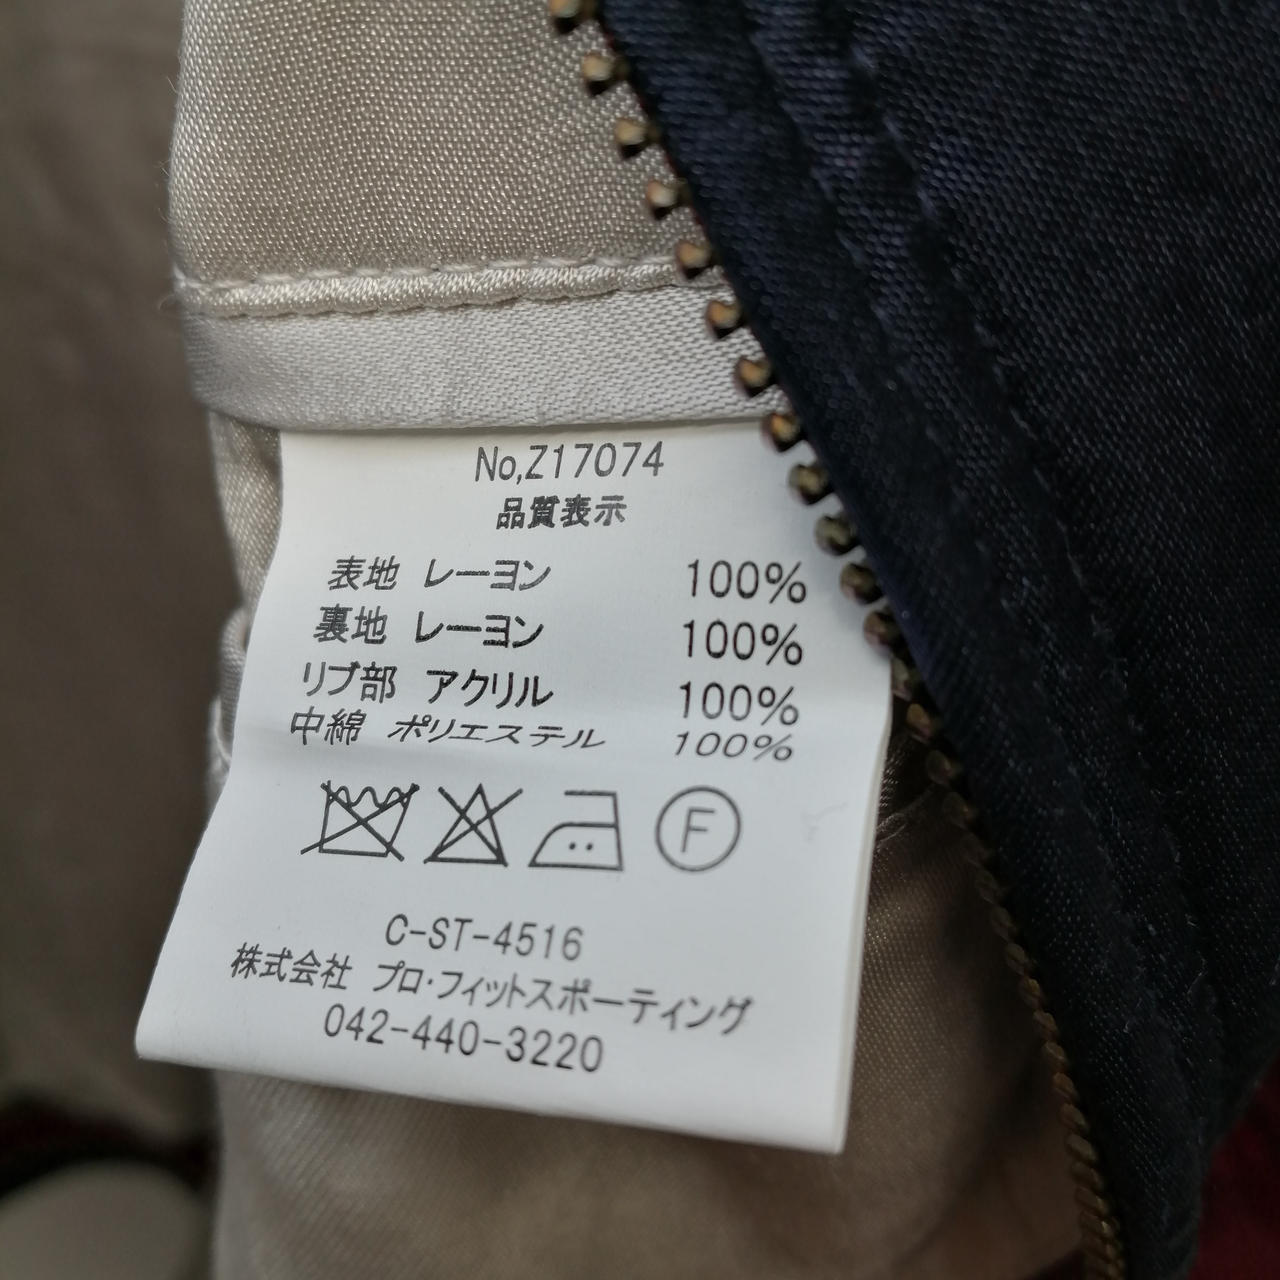 No,Z17074
品質表示
表地 レーヨン 100%
裏地 レーヨン 100%
リブ部 アクリル 100%
中綿 ポリエステル 100%
F
C-ST-4516
株式会社 プロ・フィットスポーティング
042-440-3220